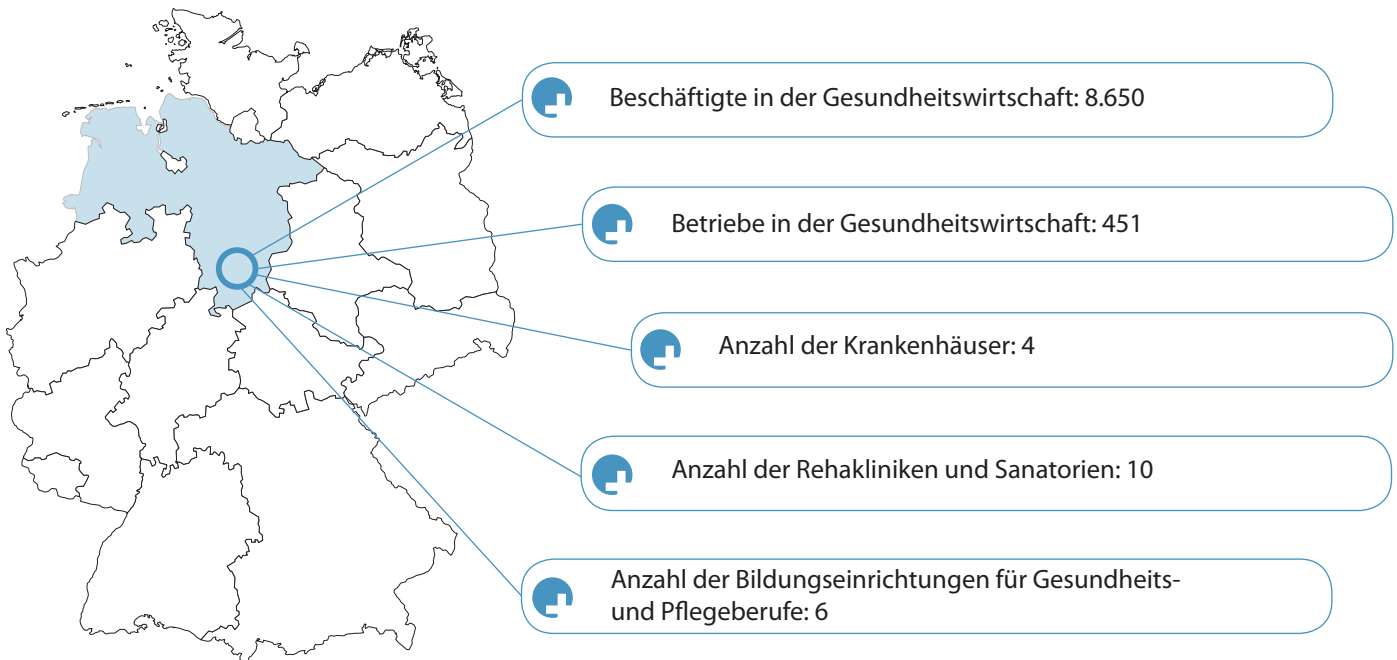 Beschäftigte in der Gesundheitswirtschaft: 8.650
Betriebe in der Gesundheitswirtschaft: 451
Anzahl der Krankenhäuser: 4
Anzahl der Rehakliniken und Sanatorien: 10
Anzahl der Bildungseinrichtungen für Gesundheits-
und Pflegeberufe: 6